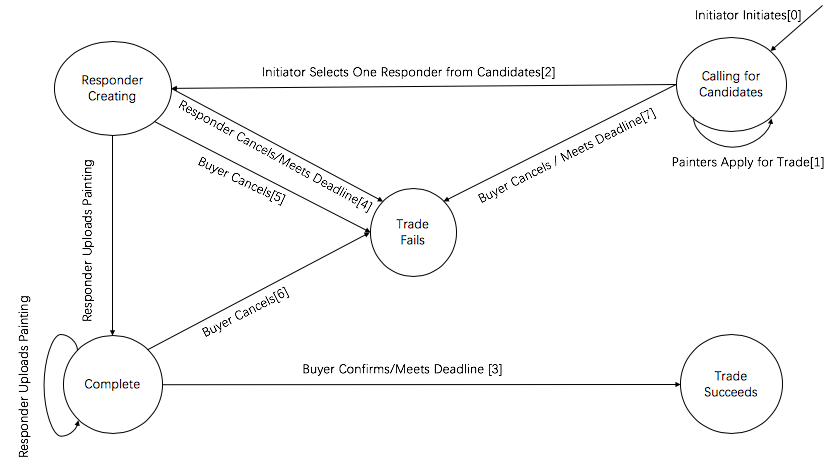 Initiator Initiates[0]
Responder
Creating
Initiator Selects One Responder from Candidates[2]
Calling for
Candidates
Responder Cancels/Meets Deadline[4]
Buyer Cancels / Meets Deadline[7]
Painters Apply for Trade[1]
Buyer Cancels[5]
Trade
Fails
Responder Uploads Painting
Buyer Cancels[6]
Responder Uploads Painting
Complete
Buyer Confirms/Meets Deadline [3]
Trade
Succeeds